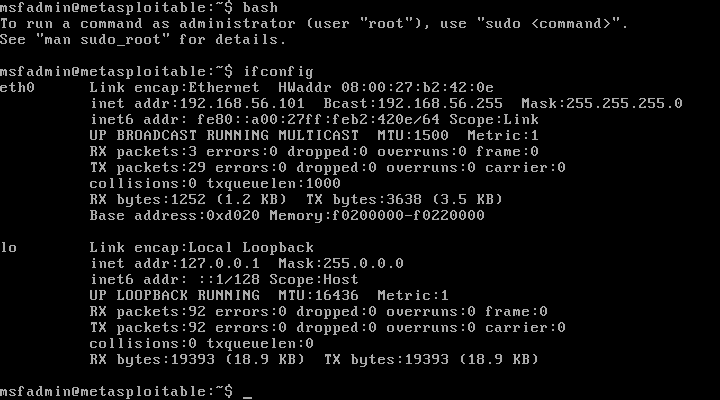 msfadmin@metasploitable:~$ bash
To run a command as administrator (user "root"), use "sudo <command>".
See "man sudo_root" for details.
msfadmin@metasploitable:~$ ifconfig
eth0      Link encap:Ethernet  HWaddr 08:00:27:b2:42:0e
          inet addr:192.168.56.101  Bcast:192.168.56.255  Mask:255.255.255.0
          inet6 addr: fe80::a00:27ff:feb2:420e/64 Scope:Link
          UP BROADCAST RUNNING MULTICAST  MTU:1500  Metric:1
          RX packets:3 errors:0 dropped:0 overruns:0 frame:0
          TX packets:29 errors:0 dropped:0 overruns:0 carrier:0
          collisions:0 txqueuelen:1000
          RX bytes:1252 (1.2 KB)  TX bytes:3638 (3.5 KB)
          Base address:0xd020 Memory:f0200000-f0220000
lo        Link encap:Local Loopback
          inet addr:127.0.0.1  Mask:255.0.0.0
          inet6 addr: ::1/128 Scope:Host
          UP LOOPBACK RUNNING  MTU:16436  Metric:1
          RX packets:92 errors:0 dropped:0 overruns:0 frame:0
          TX packets:92 errors:0 dropped:0 overruns:0 carrier:0
          collisions:0 txqueuelen:0
          RX bytes:19393 (18.9 KB)  TX bytes:19393 (18.9 KB)
msfadmin@metasploitable:~$ _